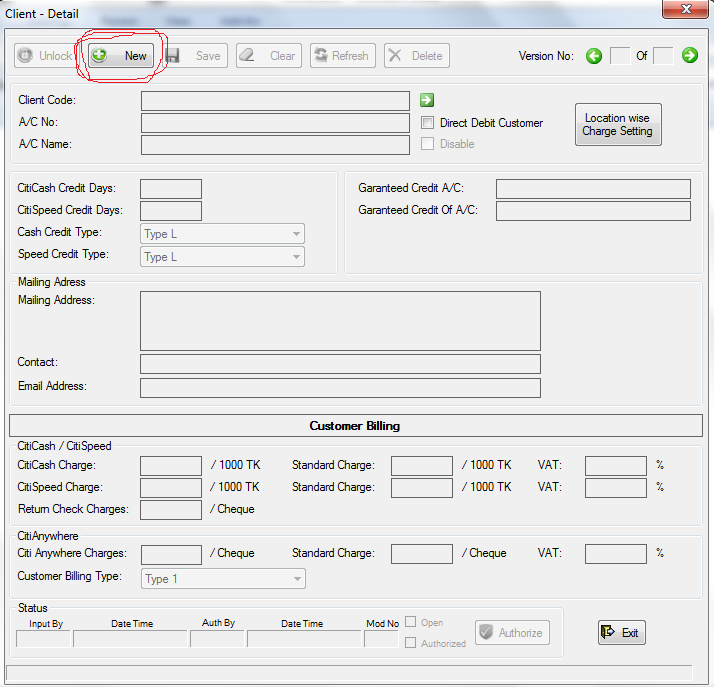 Client - Detail
Unlock New Save Clear Refresh Delete Version No: Of
Client Code:
A/C No: Direct Debit Customer
A/C Name: Disable
Location wise
Charge Setting
CitiCash Credit Days: Garanteed Credit A/C:
CitiSpeed Credit Days: Garanteed Credit Of A/C:
Cash Credit Type: Type L
Speed Credit Type: Type L
Mailing Adress
Mailing Address:
Contact:
Email Address:
Customer Billing
CitiCash / CitiSpeed
CitiCash Charge: / 1000 TK Standard Charge: / 1000 TK VAT: %
CitiSpeed Charge: / 1000 TK Standard Charge: / 1000 TK VAT: %
Return Check Charges: / Cheque
CitiAnywhere
Citi Anywhere Charges: / Cheque Standard Charge: / Cheque VAT: %
Customer Billing Type: Type 1
Status
Input By Date Time Auth By Date Time Mod No Open
Authorized Authorize Exit